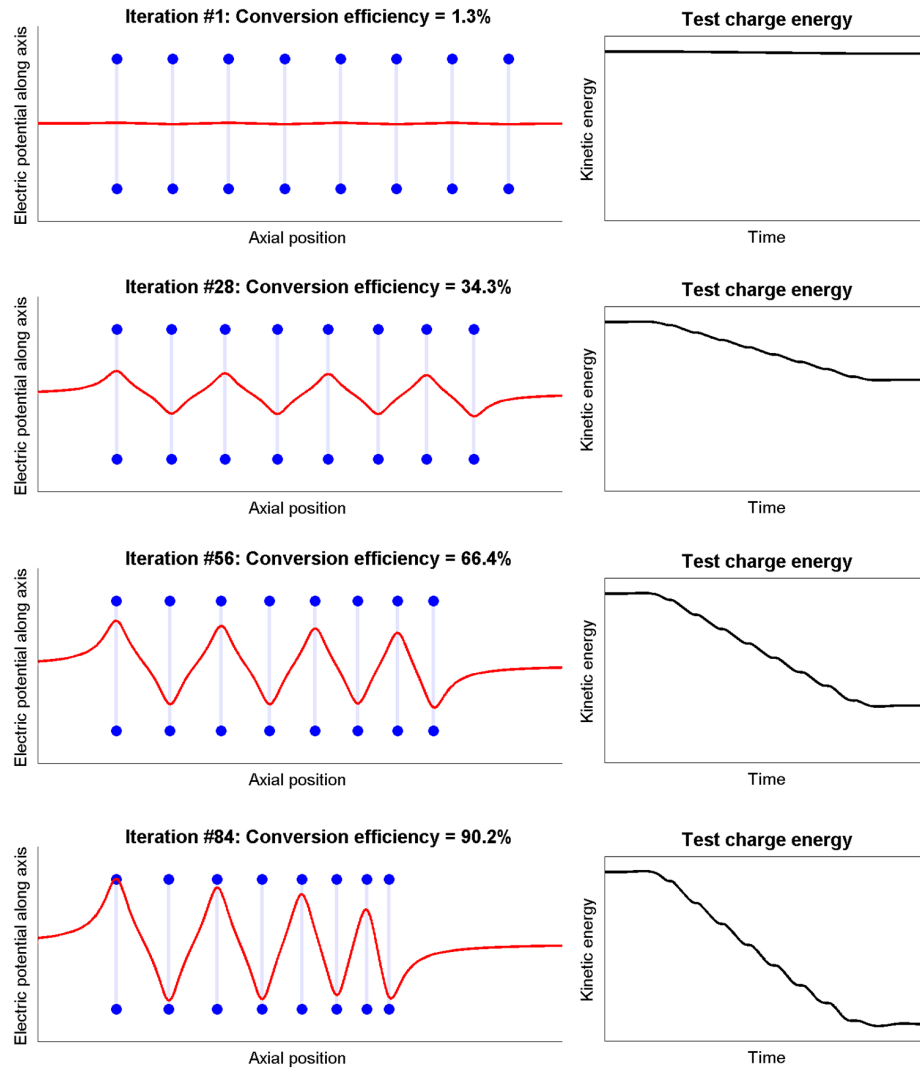 Iteration #1: Conversion efficiency = 1.3%
Electric potential along axis
Axial position
Test charge energy
Kinetic energy
Time
Iteration #28: Conversion efficiency = 34.3%
Electric potential along axis
Axial position
Test charge energy
Kinetic energy
Time
Iteration #56: Conversion efficiency = 66.4%
Electric potential along axis
Axial position
Test charge energy
Kinetic energy
Time
Iteration #84: Conversion efficiency = 90.2%
Electric potential along axis
Axial position
Test charge energy
Kinetic energy
Time